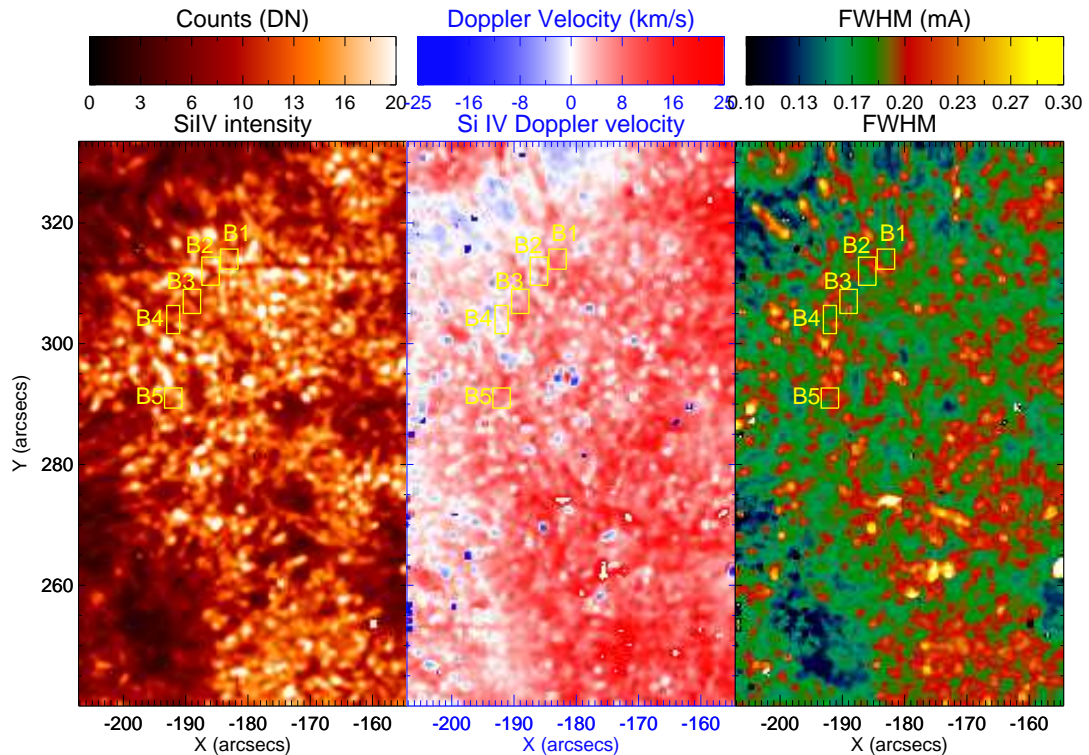 Counts (DN)
Doppler Velocity (km/s)
FWHM (mA)
0 3 6 10 13 16 20
-25 -16 -8 0 8 16 25
0.10 0.13 0.17 0.20 0.23 0.27 0.30
SiIV intensity
Si IV Doppler velocity
FWHM
B1
B2
B3
B4
B5
B1
B2
B3
B4
B5
B1
B2
B3
B4
B5
320
300
280
260
Y (arcsecs)
-200 -190 -180 -170 -160
-200 -190 -180 -170 -160
-200 -190 -180 -170 -160
X (arcsecs)
X (arcsecs)
X (arcsecs)